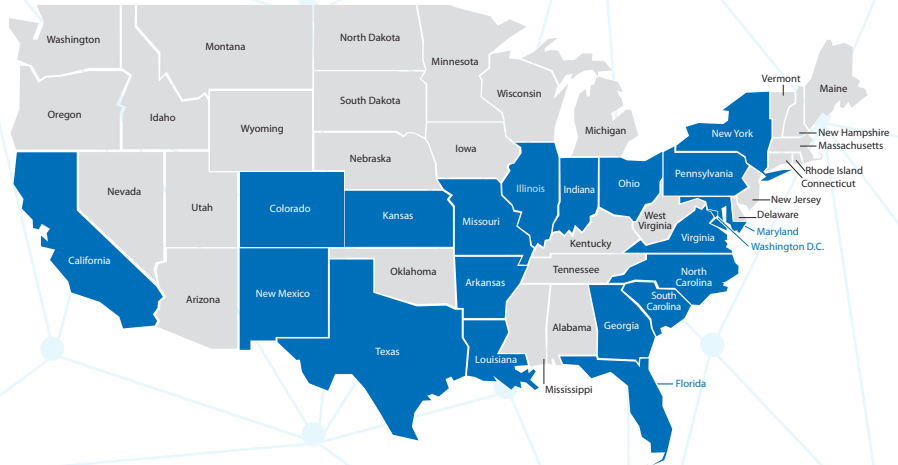 Washington
Montana
North Dakota
Minnesota
Vermont
Maine
Oregon
Idaho
Wyoming
South Dakota
Wisconsin
Michigan
New York
New Hampshire
Massachusetts
Rhode Island
Connecticut
Nevada
Utah
Colorado
Nebraska
Iowa
Illinois
Indiana
Ohio
Pennsylvania
New Jersey
Delaware
Maryland
Washington D.C.
California
Kansas
Missouri
Kentucky
West
Virginia
Virginia
Arizona
New Mexico
Oklahoma
Arkansas
Tennessee
North
Carolina
South
Carolina
Texas
Louisiana
Mississippi
Alabama
Georgia
Florida